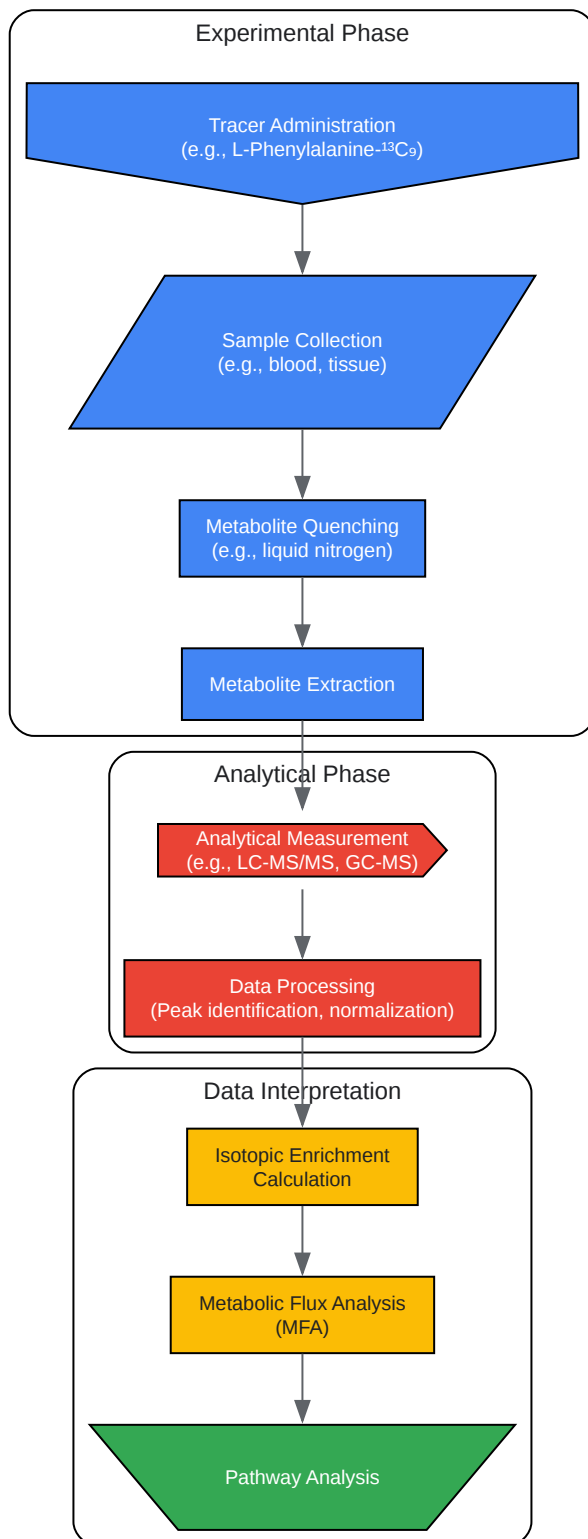 Experimental Phase
Tracer Administration
(e.g., L-Phenylalanine-¹³C₉)
Sample Collection
(e.g., blood, tissue)
Metabolite Quenching
(e.g., liquid nitrogen)
Metabolite Extraction
Analytical Phase
Analytical Measurement
(e.g., LC-MS/MS, GC-MS)
Data Processing
(Peak identification, normalization)
Data Interpretation
Isotopic Enrichment
Calculation
Metabolic Flux Analysis
(MFA)
Pathway Analysis